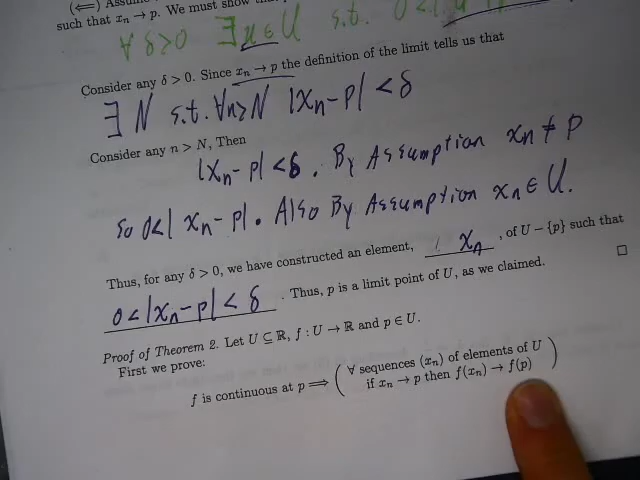 (⟸) Assume
such that xₙ → p. We must show that
∀ δ>0 ∃ x ∈ U s.t. 0<|
Consider any δ > 0. Since xₙ → p the definition of the limit tells us that
∃ N s.t. ∀n>N |xₙ-p| < δ
Consider any n > N, Then
|xₙ-p| < δ. By Assumption xₙ ≠ p
so 0<|xₙ-p|. Also By Assumption xₙ ∈ U.
Thus, for any δ > 0, we have constructed an element, xₙ, of U − {p} such that
0<|xₙ-p|<δ. Thus, p is a limit point of U, as we claimed. □
Proof of Theorem 2. Let U ⊆ ℝ, f : U → ℝ and p ∈ U.
First we prove:
f is continuous at p ⟹ ( ∀ sequences (xₙ) of elements of U
if xₙ → p then f(xₙ) → f(p) )